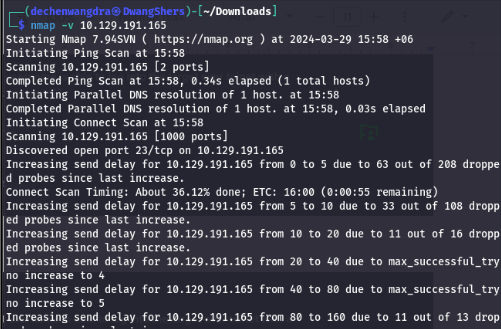 (dechenwangdra㉿DwangShers)-[~/Downloads]
$ nmap -v 10.129.191.165
Starting Nmap 7.94SVN ( https://nmap.org ) at 2024-03-29 15:58 +06
Initiating Ping Scan at 15:58
Scanning 10.129.191.165 [2 ports]
Completed Ping Scan at 15:58, 0.34s elapsed (1 total hosts)
Initiating Parallel DNS resolution of 1 host. at 15:58
Completed Parallel DNS resolution of 1 host. at 15:58, 0.03s elapsed
Initiating Connect Scan at 15:58
Scanning 10.129.191.165 [1000 ports]
Discovered open port 23/tcp on 10.129.191.165
Increasing send delay for 10.129.191.165 from 0 to 5 due to 63 out of 208 droppe
d probes since last increase.
Connect Scan Timing: About 36.12% done; ETC: 16:00 (0:00:55 remaining)
Increasing send delay for 10.129.191.165 from 5 to 10 due to 33 out of 108 dropp
ed probes since last increase.
Increasing send delay for 10.129.191.165 from 10 to 20 due to 11 out of 16 dropp
ed probes since last increase.
Increasing send delay for 10.129.191.165 from 20 to 40 due to max_successful_try
no increase to 4
Increasing send delay for 10.129.191.165 from 40 to 80 due to max_successful_try
no increase to 5
Increasing send delay for 10.129.191.165 from 80 to 160 due to 11 out of 13 drop